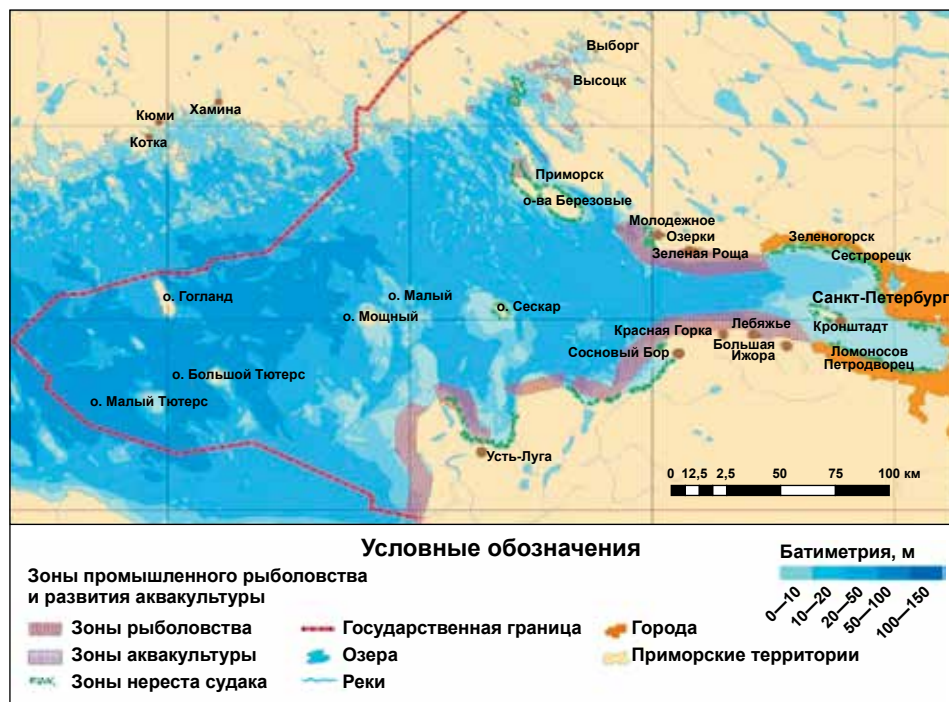 Выборг
Высоцк
Хамина
Кюми
Котка
Приморск
о-ва Березовые
Молодежное
Озерки
Зеленая Роща
Зеленогорск
Сестрорецк
Санкт-Петербург
о. Гогланд
о. Малый
о. Мощный
о. Сескар
Кронштадт
Красная Горка
Лебяжье
Большая
Ижора
Сосновый Бор
Ломоносов
Петродворец
о. Большой Тютерс
о. Малый Тютерс
Усть-Луга
0 12,5 2,5 50 75 100 км
Условные обозначения
Батиметрия, м
0—10
10—20
20—50
50—100
100—150
Зоны промышленного рыболовства
и развития аквакультуры
Зоны рыболовства
Зоны аквакультуры
Зоны нереста судака
Государственная граница
Озера
Реки
Города
Приморские территории